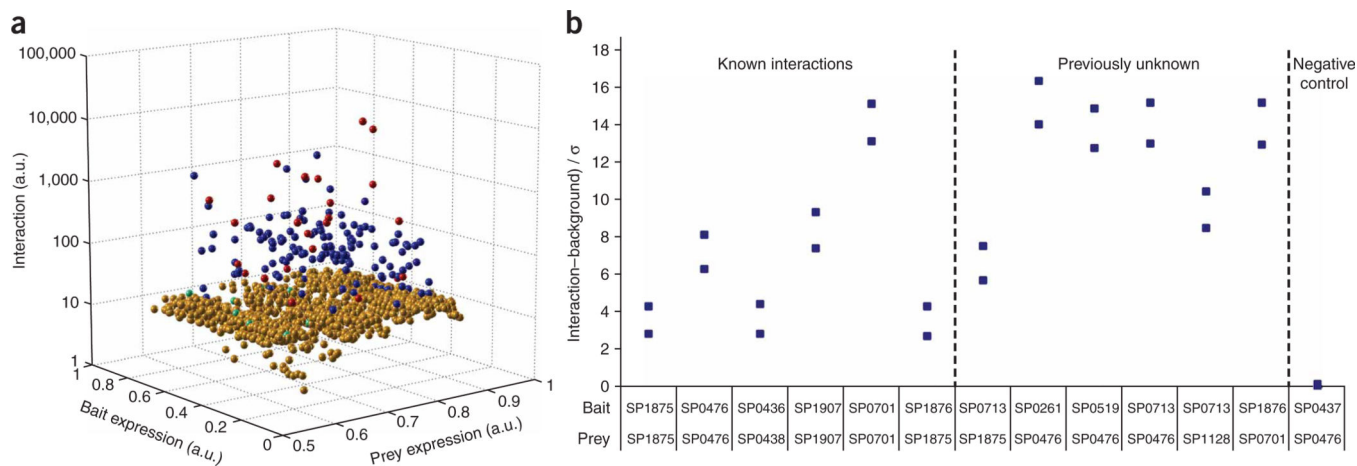 a
100,000
10,000
1,000
100
10
1
Interaction (a.u.)
1
0.8
0.6
0.4
0.2
0
Bait expression (a.u.)
0.5
0.6
0.7
0.8
0.9
1
Prey expression (a.u.)
b
18
16
14
12
10
8
6
4
2
0
Interaction–background) / σ
Known interactions
Previously unknown
Negative
control
Bait SP1875 SP0476 SP0436 SP1907 SP0701 SP1876 SP0713 SP0261 SP0519 SP0713 SP0713 SP1876 SP0437
Prey SP1875 SP0476 SP0438 SP1907 SP0701 SP1875 SP1875 SP0476 SP0476 SP0476 SP1128 SP0701 SP0476